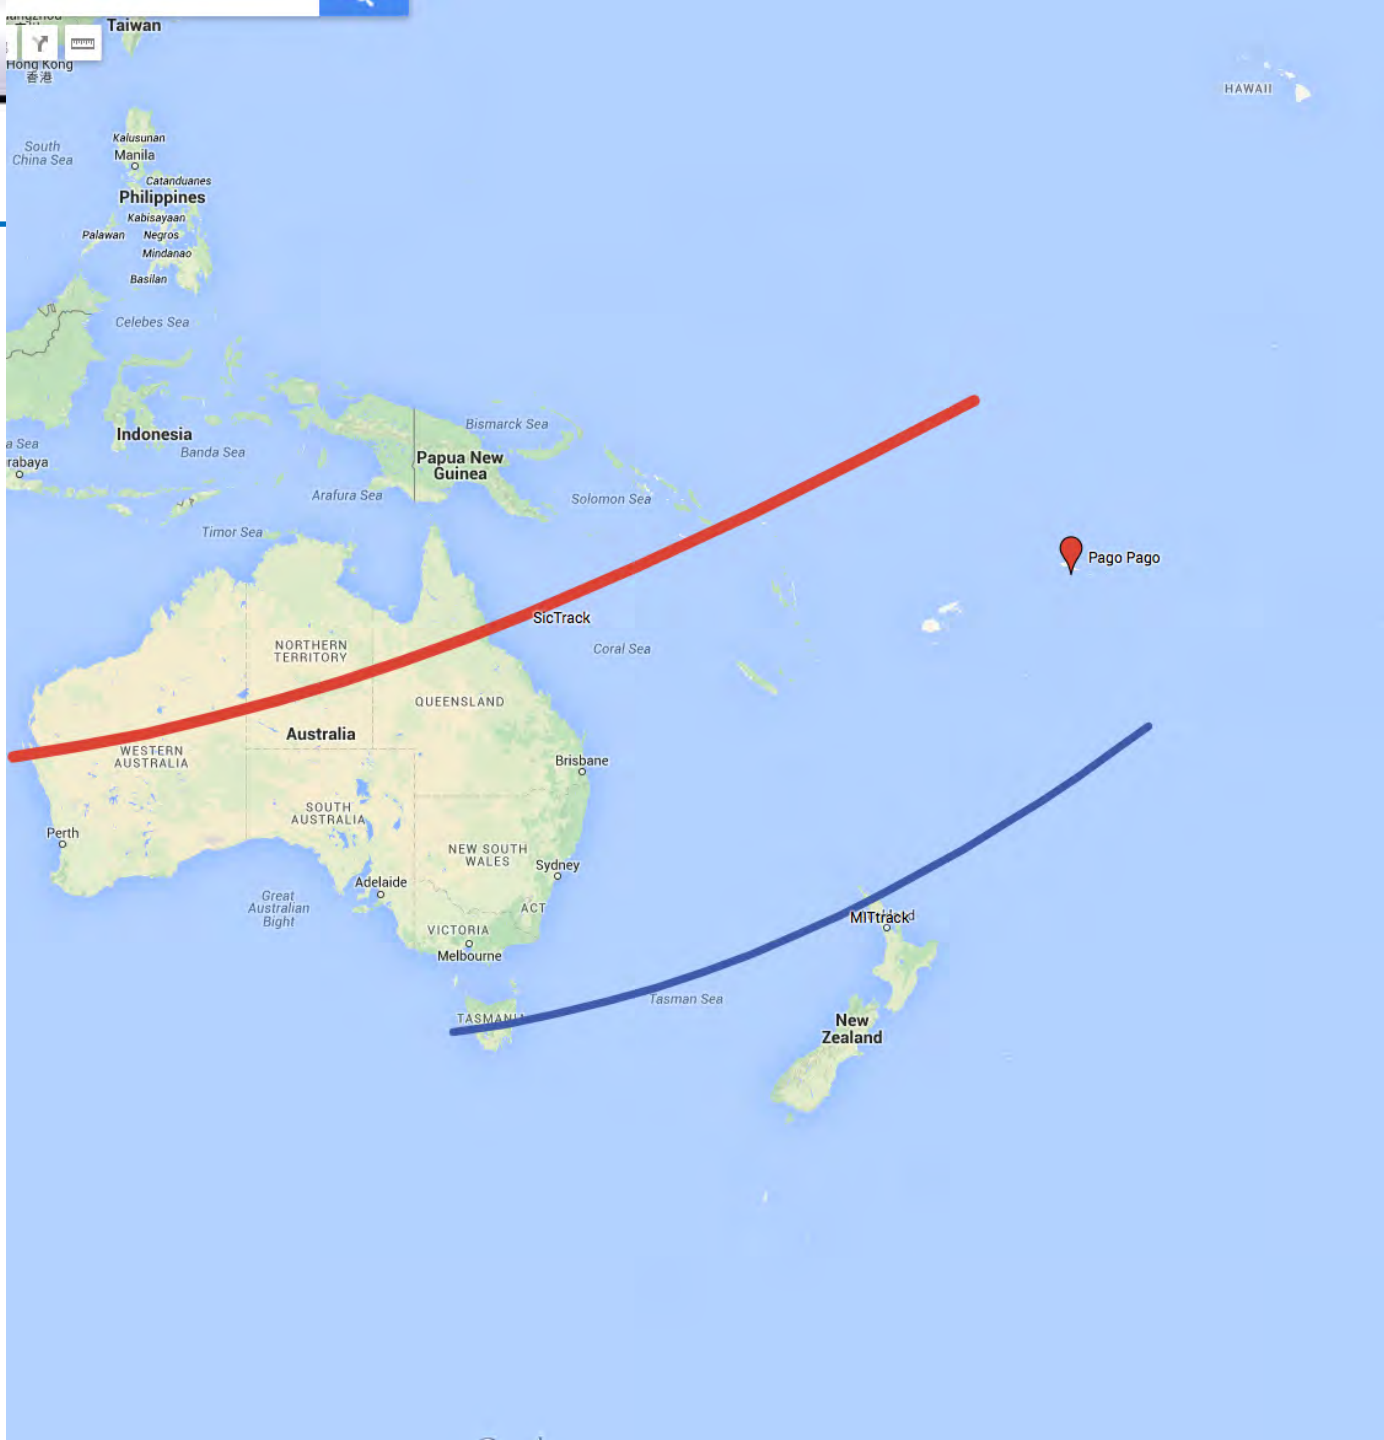 Taiwan
Hong Kong
香港
HAWAII
Kalusunan
Manila
South
China Sea
Catanduanes
Philippines
Kabisayaan
Palawan
Negros
Mindanao
Basilan
Celebes Sea
Bismarck Sea
Indonesia
Banda Sea
a Sea
rabaya
Papua New
Guinea
Arafura Sea
Solomon Sea
Timor Sea
Pago Pago
SicTrack
Coral Sea
NORTHERN
TERRITORY
QUEENSLAND
Australia
WESTERN
AUSTRALIA
Brisbane
SOUTH
AUSTRALIA
Perth
NEW SOUTH
WALES
Sydney
Adelaide
Great
Australian
Bight
ACT
VICTORIA
Melbourne
MITtrack
Tasman Sea
TASMANIA
New
Zealand